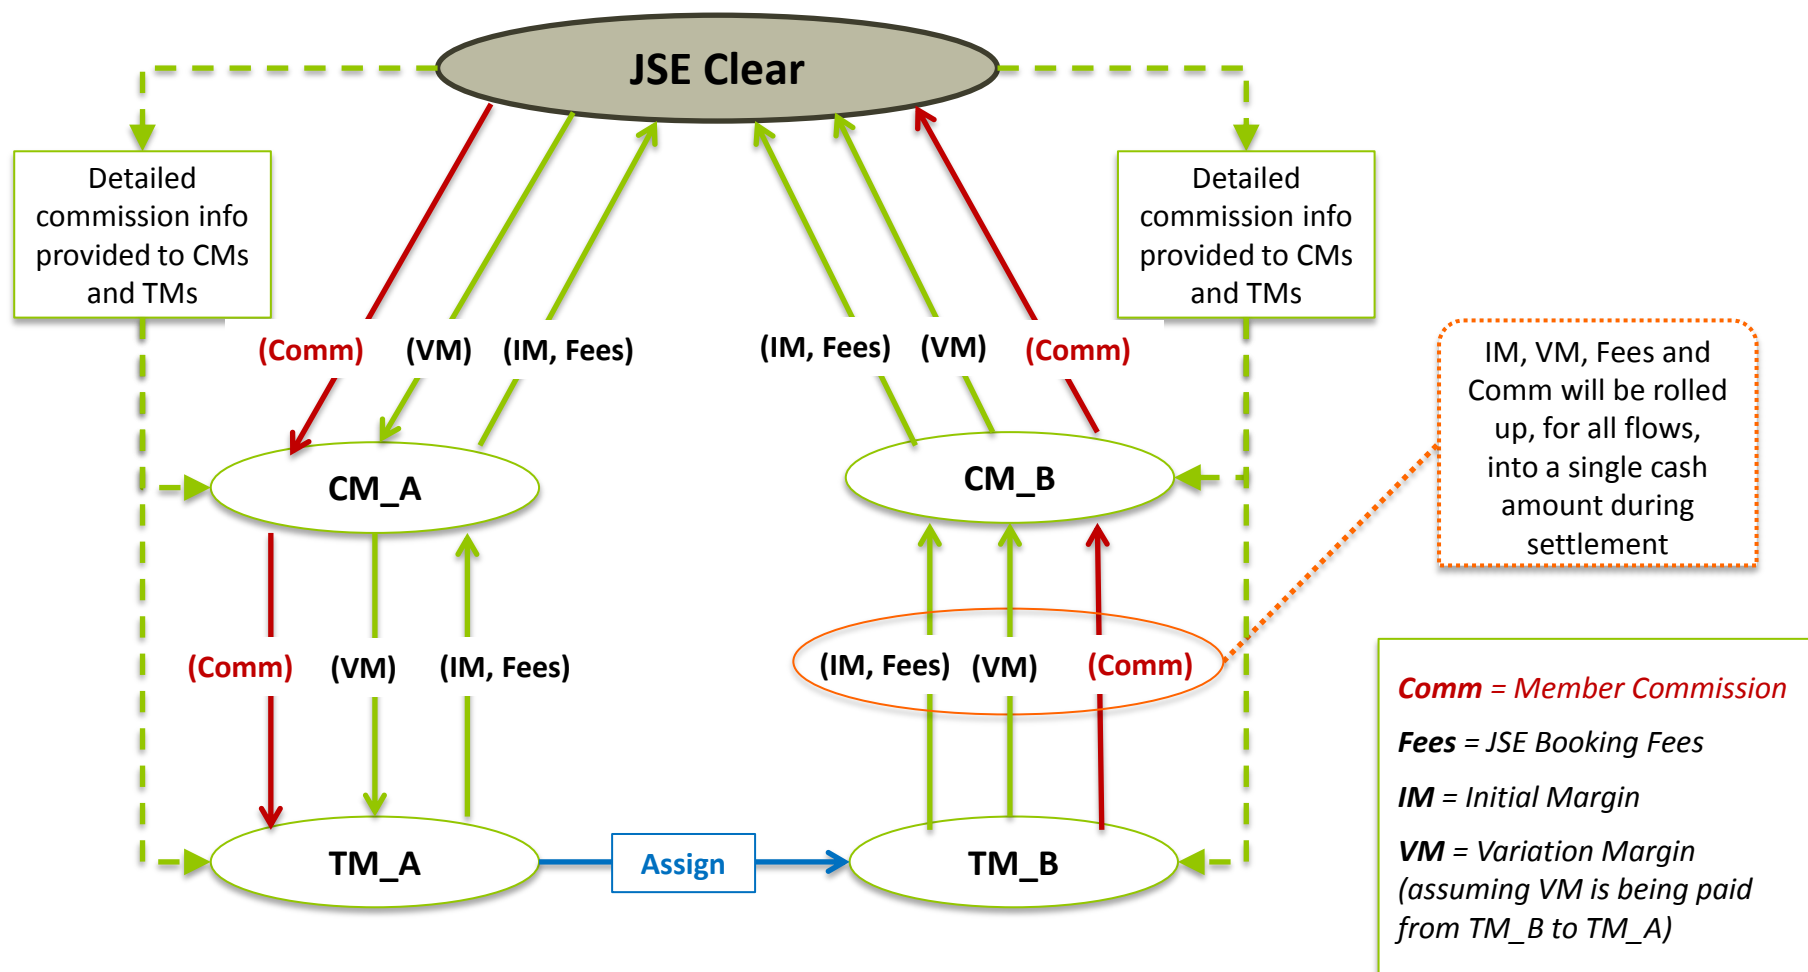 JSE Clear
Detailed
commission info
provided to CMs
and TMs
Detailed
commission info
provided to CMs
and TMs
(Comm) (VM) (IM, Fees)
(IM, Fees) (VM) (Comm)
IM, VM, Fees and
Comm will be rolled
up, for all flows,
into a single cash
amount during
settlement
CM_A
CM_B
(Comm) (VM) (IM, Fees)
(IM, Fees) (VM) (Comm)
TM_A
Assign
TM_B
Comm = Member Commission
Fees = JSE Booking Fees
IM = Initial Margin
VM = Variation Margin
(assuming VM is being paid
from TM_B to TM_A)